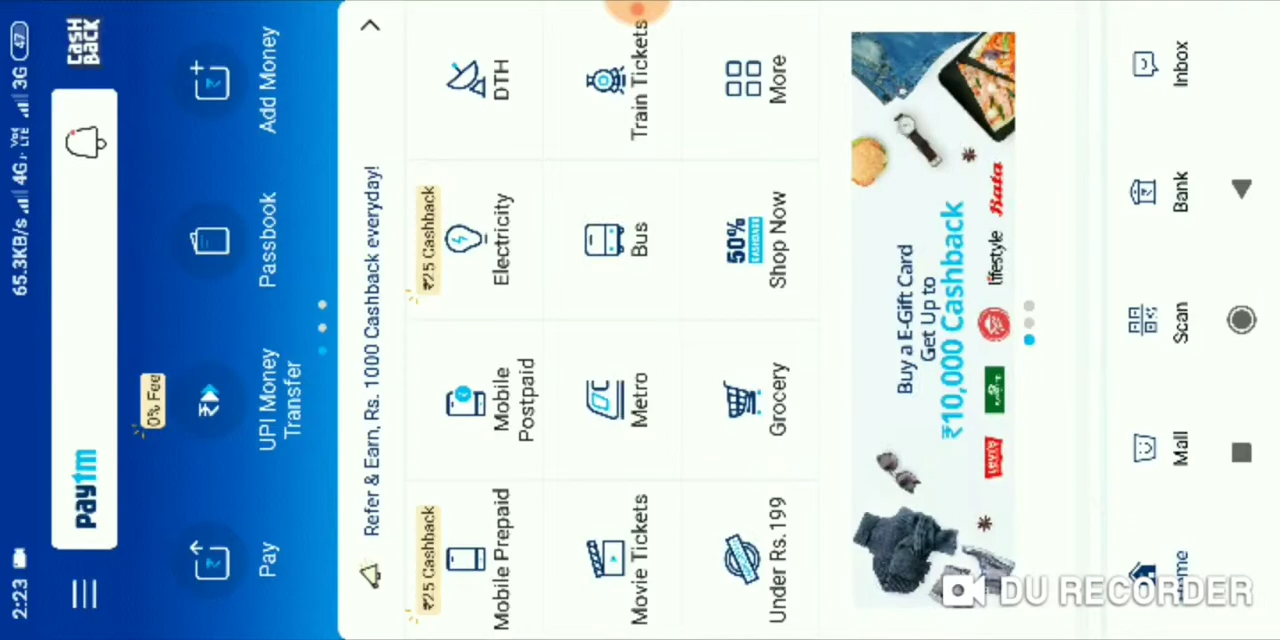 2:23
65.3KB/s 4G Vo LTE 3G 47
paytm
CASH
BACK
0% Fee
Pay
UPI Money
Transfer
Passbook
Add Money
Refer & Earn, Rs. 1000 Cashback everyday!
₹25 Cashback
₹25 Cashback
Mobile Prepaid
Mobile
Postpaid
Electricity
DTH
Movie Tickets
Metro
Bus
Train Tickets
50%
CASHBACK
Under Rs.199
Grocery
Shop Now
More
Buy a E-Gift Card
Get Up to
₹10,000 Cashback
Levi's lifestyle Bata
Home
Mall
Scan
Bank
Inbox
DU RECORDER